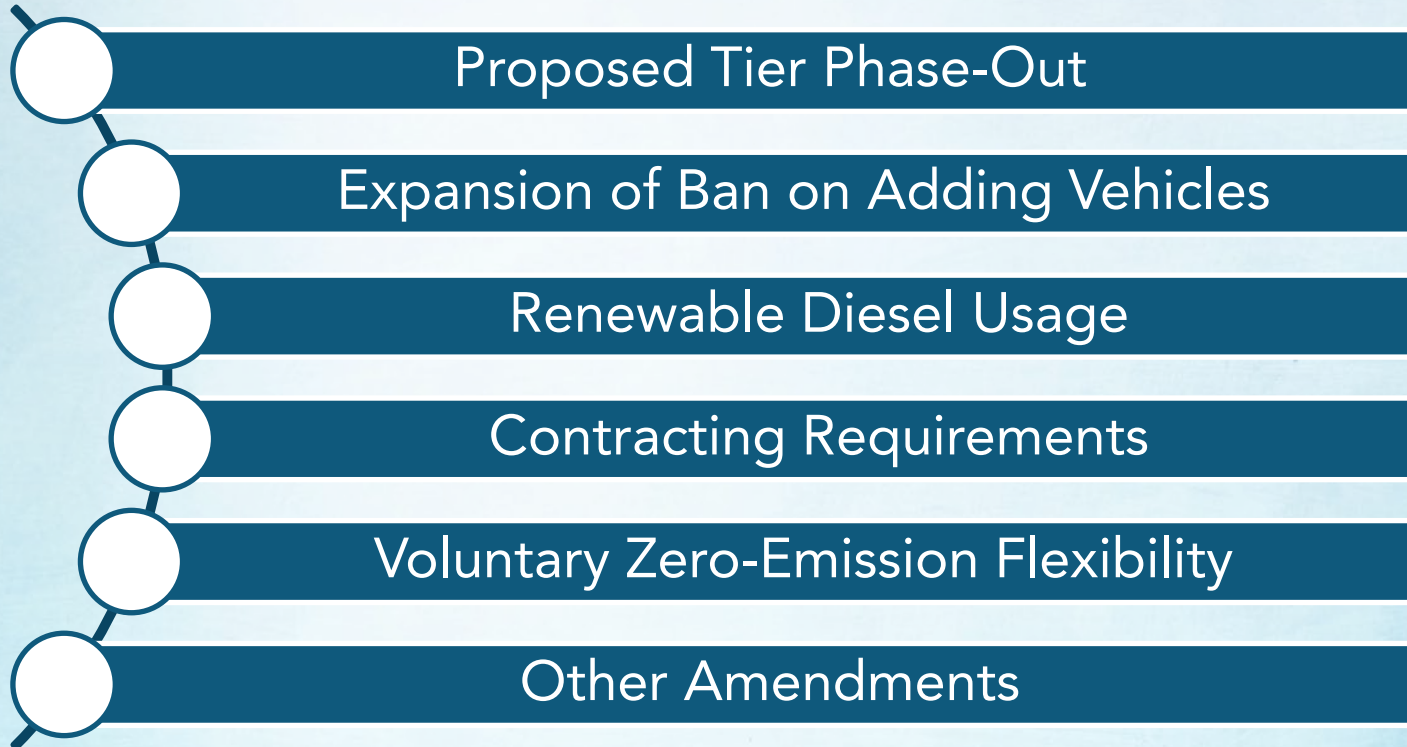 Proposed Tier Phase-Out
Expansion of Ban on Adding Vehicles
Renewable Diesel Usage
Contracting Requirements
Voluntary Zero-Emission Flexibility
Other Amendments